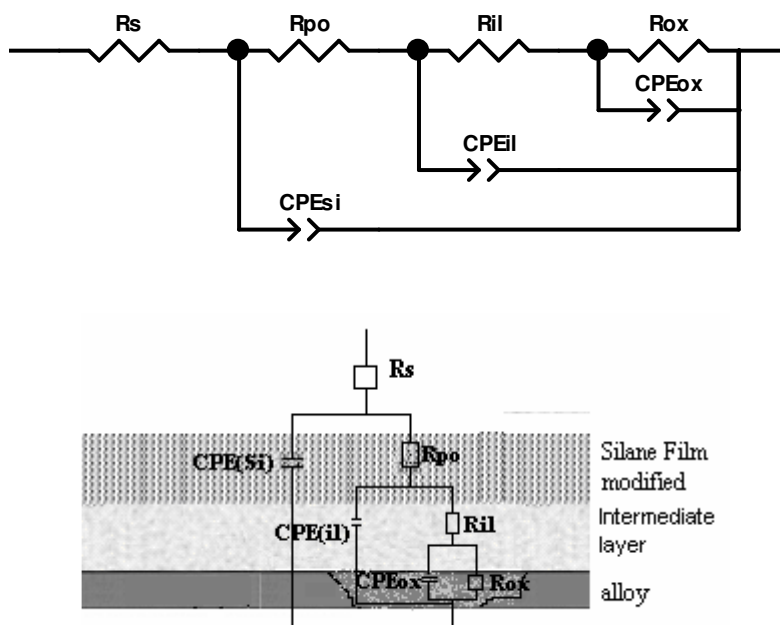 Rs Rpo Ril Rox
CPEox
CPEil
CPEsi
Rs
CPE(Si) Rpo Silane Film
modified
CPE(il) Ril Intermediate
layer
CPEox Rox alloy